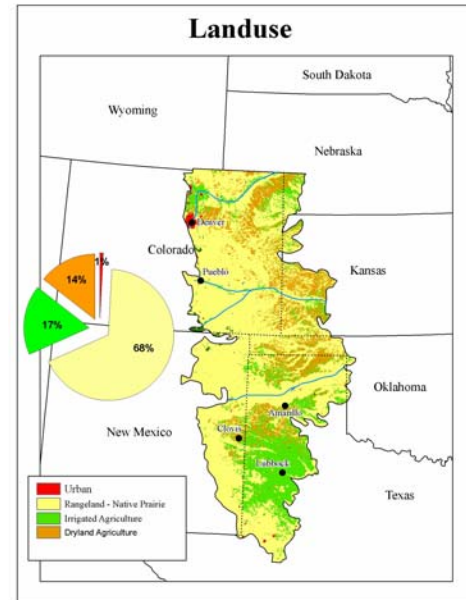 Landuse
South Dakota
Wyoming
Nebraska
Denver
Colorado
Pueblo
Kansas
1%
14%
17%
68%
Oklahoma
Amarillo
New Mexico
Clovis
Lubbock
Texas
Urban
Rangeland - Native Prairie
Irrigated Agriculture
Dryland Agriculture